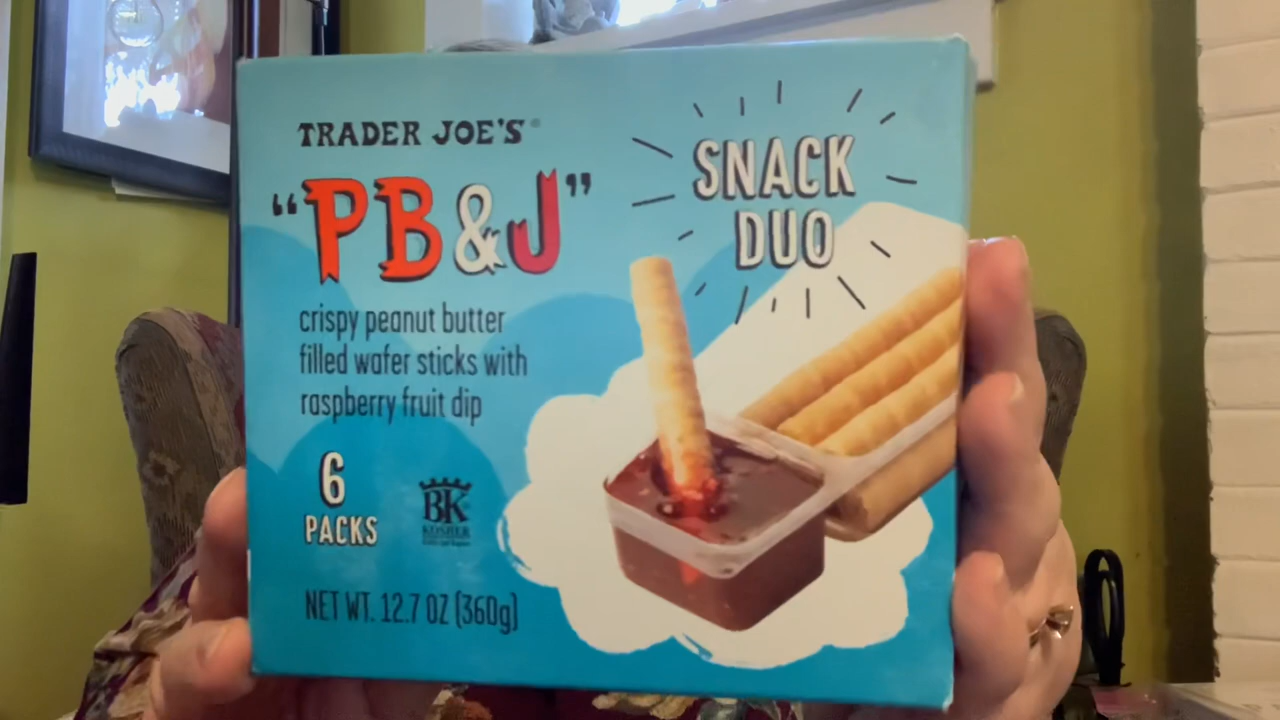 TRADER JOE'S
"PB&J"
crispy peanut butter
filled wafer sticks with
raspberry fruit dip
6
PACKS
BK
KOSHER
NET WT. 12.7 OZ (360g)
SNACK
DUO